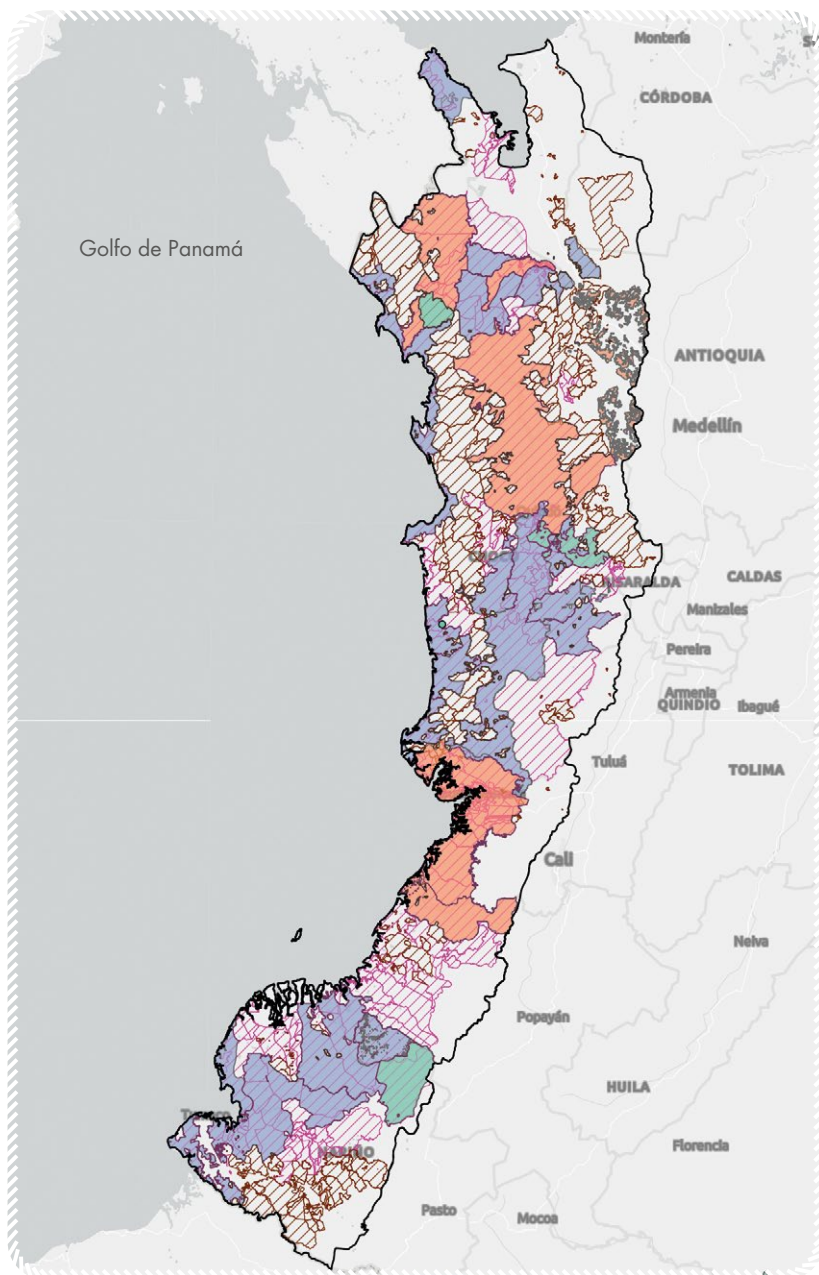 Montería
CÓRDOBA
Golfo de Panamá
ANTIOQUIA
Medellín
CALDAS
Manizales
Pereira
Armenia
QUINDIO
Ibagué
Tuluá
TOLIMA
Cali
Neiva
Popayán
HUILA
Florencia
Pasto
Mocoa